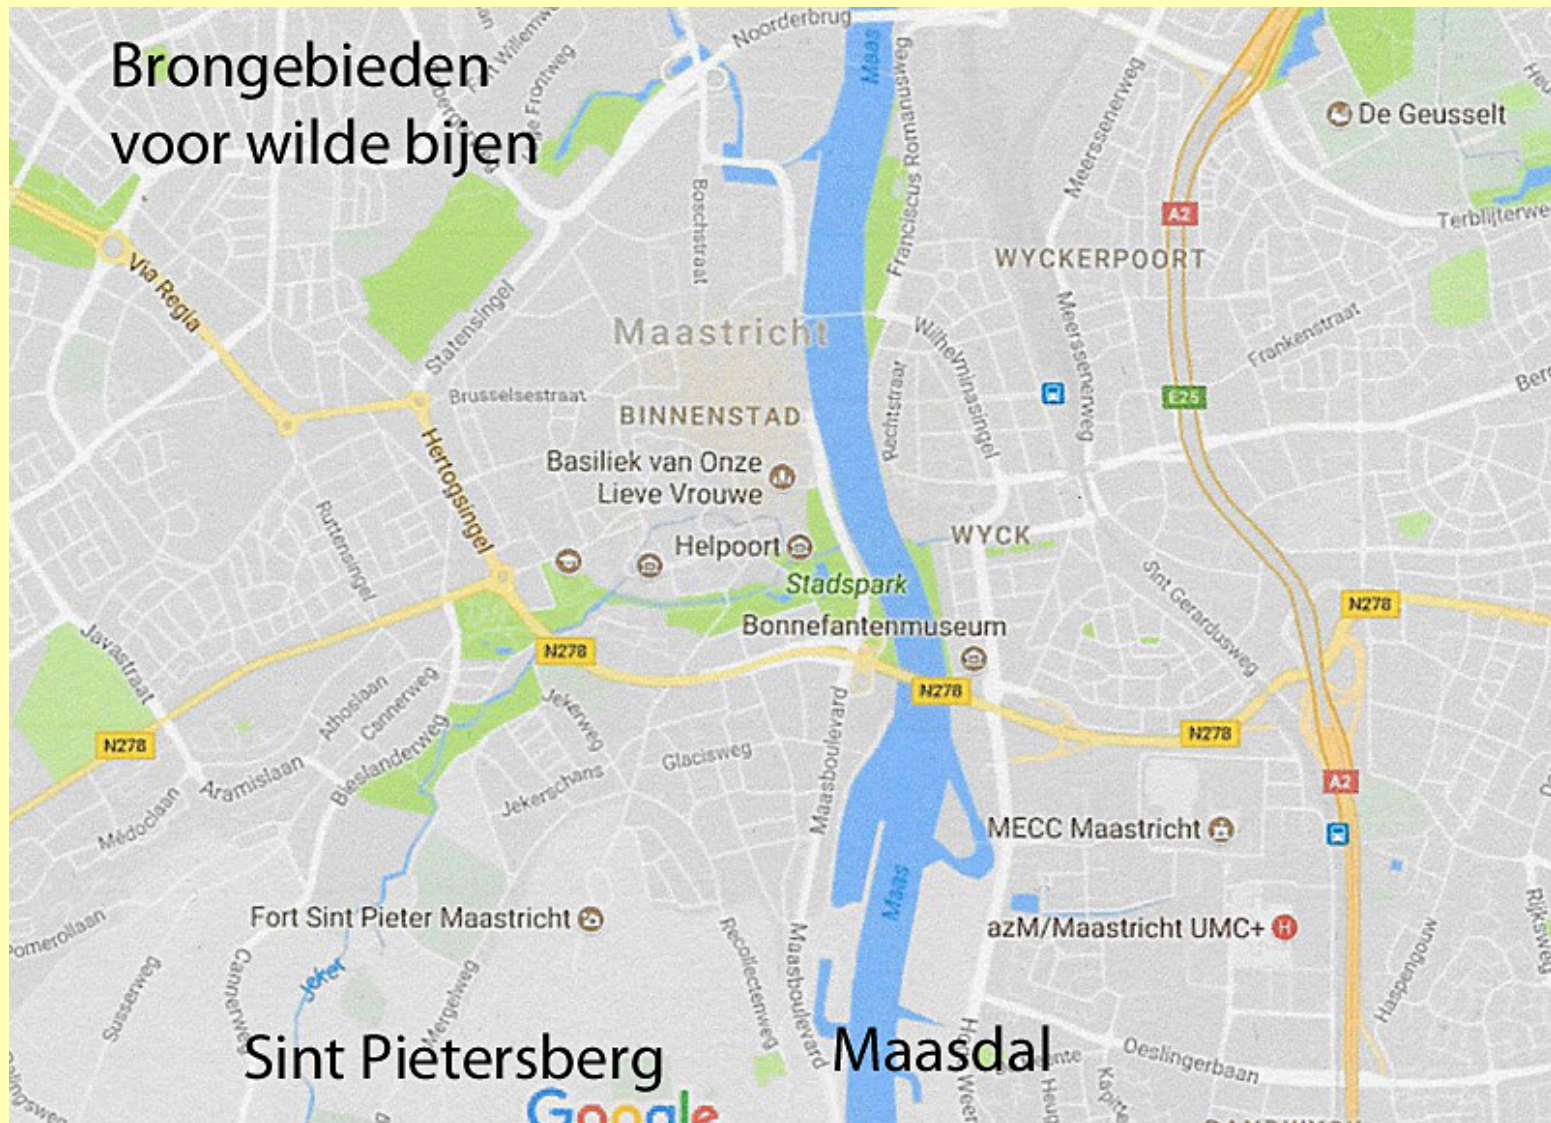 Brongebieden
voor wilde bijen
Noorderbrug
Maas
Franciscus Romanusweg
Meerssenerweg
De Geusselt
A2
Terblijterwe
Boschstraat
WYCKERPOORT
Via Regia
Statensingel
Maastricht
Wilhelminasingel
Meerssenerweg
Frankenstraat
Brusselsestraat
BINNENSTAD
Rechtstraat
E25
Hertogsingel
Basiliek van Onze
Lieve Vrouwe
Ruttensingel
Helpoort
WYCK
Stadspark
Sint Gerardusweg
N278
Bonnefantenmuseum
Javastraat
N278
N278
N278
N278
Athoslaan
Cannerweg
Jekerweg
Bieslanderweg
Glacisweg
Maasboulevard
Aramislaan
Jekerschans
A2
Médoclaan
MECC Maastricht
Maas
Fort Sint Pieter Maastricht
azM/Maastricht UMC+
H
Pomerollaan
Recollectenweg
Maasboulevard
Rijksweg
Haspengouw
Jeker
Susserweg
Cannerweg
Mergelweg
Sint Pietersberg
Maasdal
Oeslingerbaan
Google